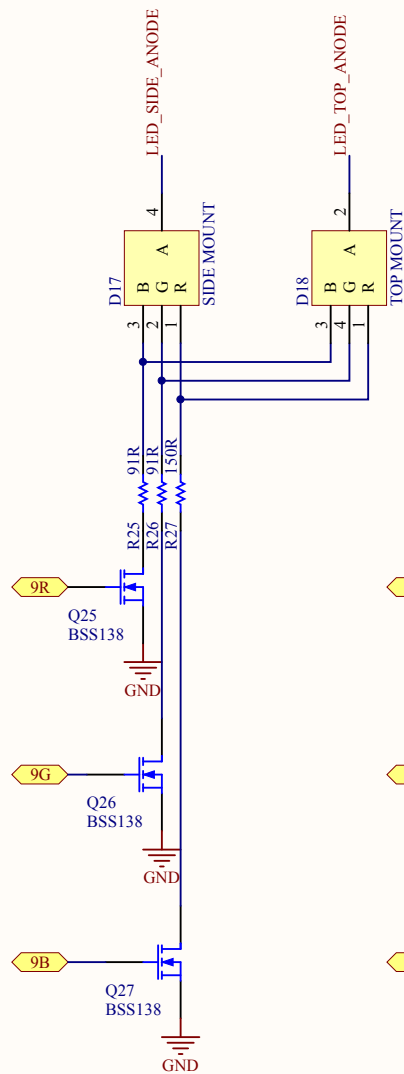 LED_SIDE_ANODE
LED_TOP_ANODE
4
2
A
A
D17
B
G
R
SIDE MOUNT
D18
B
G
R
TOP MOUNT
3
2
1
3
4
1
91R
91R
150R
R25
R26
R27
9R
Q25
BSS138
GND
9G
Q26
BSS138
GND
9B
Q27
BSS138
GND